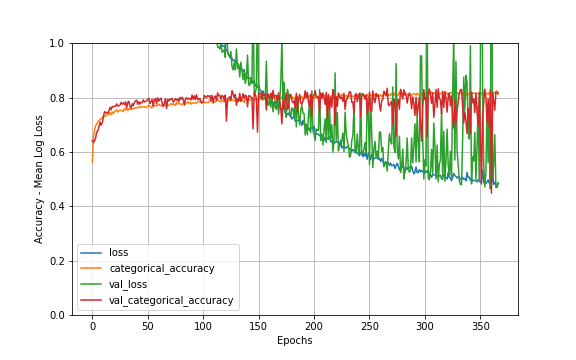 1.0
0.8
0.6
0.4
0.2
0.0
Accuracy - Mean Log Loss
loss
categorical_accuracy
val_loss
val_categorical_accuracy
0 50 100 150 200 250 300 350
Epochs